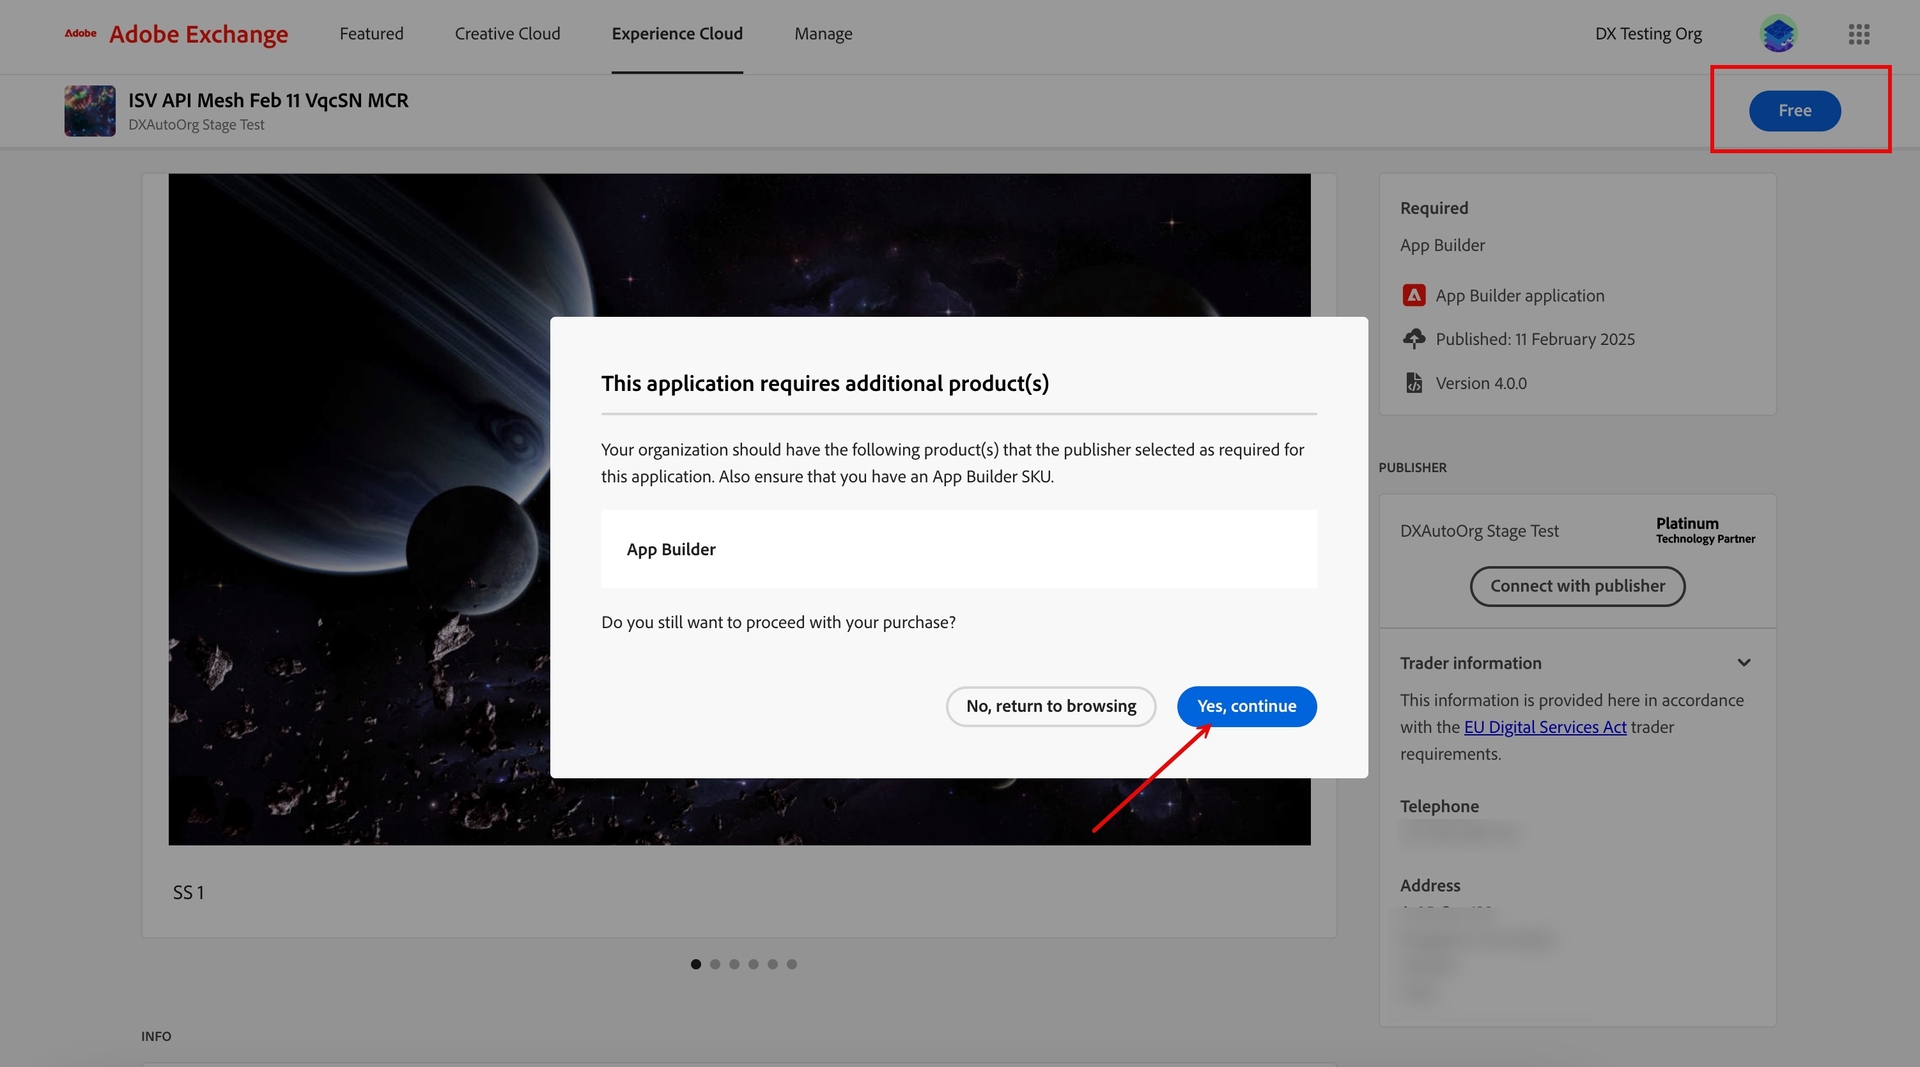 Adobe Adobe Exchange Featured Creative Cloud Experience Cloud Manage DX Testing Org
ISV API Mesh Feb 11 VqcSN MCR
DXAutoOrg Stage Test
Free
Required
App Builder
App Builder application
Published: 11 February 2025
Version 4.0.0
This application requires additional product(s)
Your organization should have the following product(s) that the publisher selected as required for
this application. Also ensure that you have an App Builder SKU.
App Builder
Do you still want to proceed with your purchase?
No, return to browsing
Yes, continue
PUBLISHER
DXAutoOrg Stage Test
Platinum
Technology Partner
Connect with publisher
Trader information
This information is provided here in accordance
with the EU Digital Services Act trader
requirements.
Telephone
Address
SS 1
INFO